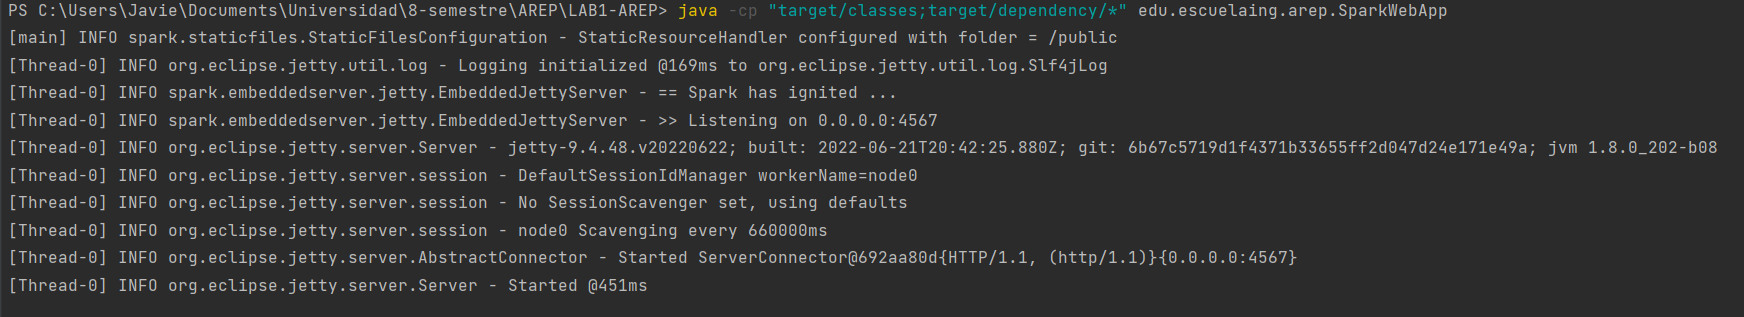 PS C:\Users\Javie\Documents\Universidad\8-semestre\AREP\LAB1-AREP> java -cp "target/classes;target/dependency/*" edu.escuelaing.arep.SparkWebApp
[main] INFO spark.staticfiles.StaticFilesConfiguration - StaticResourceHandler configured with folder = /public
[Thread-0] INFO org.eclipse.jetty.util.log - Logging initialized @169ms to org.eclipse.jetty.util.log.Slf4jLog
[Thread-0] INFO spark.embeddedserver.jetty.EmbeddedJettyServer - == Spark has ignited ...
[Thread-0] INFO spark.embeddedserver.jetty.EmbeddedJettyServer - >> Listening on 0.0.0.0:4567
[Thread-0] INFO org.eclipse.jetty.server.Server - jetty-9.4.48.v20220622; built: 2022-06-21T20:42:25.880Z; git: 6b67c5719d1f4371b33655ff2d047d24e171e49a; jvm 1.8.0_202-b08
[Thread-0] INFO org.eclipse.jetty.server.session - DefaultSessionIdManager workerName=node0
[Thread-0] INFO org.eclipse.jetty.server.session - No SessionScavenger set, using defaults
[Thread-0] INFO org.eclipse.jetty.server.session - node0 Scavenging every 660000ms
[Thread-0] INFO org.eclipse.jetty.server.AbstractConnector - Started ServerConnector@692aa80d{HTTP/1.1, (http/1.1)}{0.0.0.0:4567}
[Thread-0] INFO org.eclipse.jetty.server.Server - Started @451ms